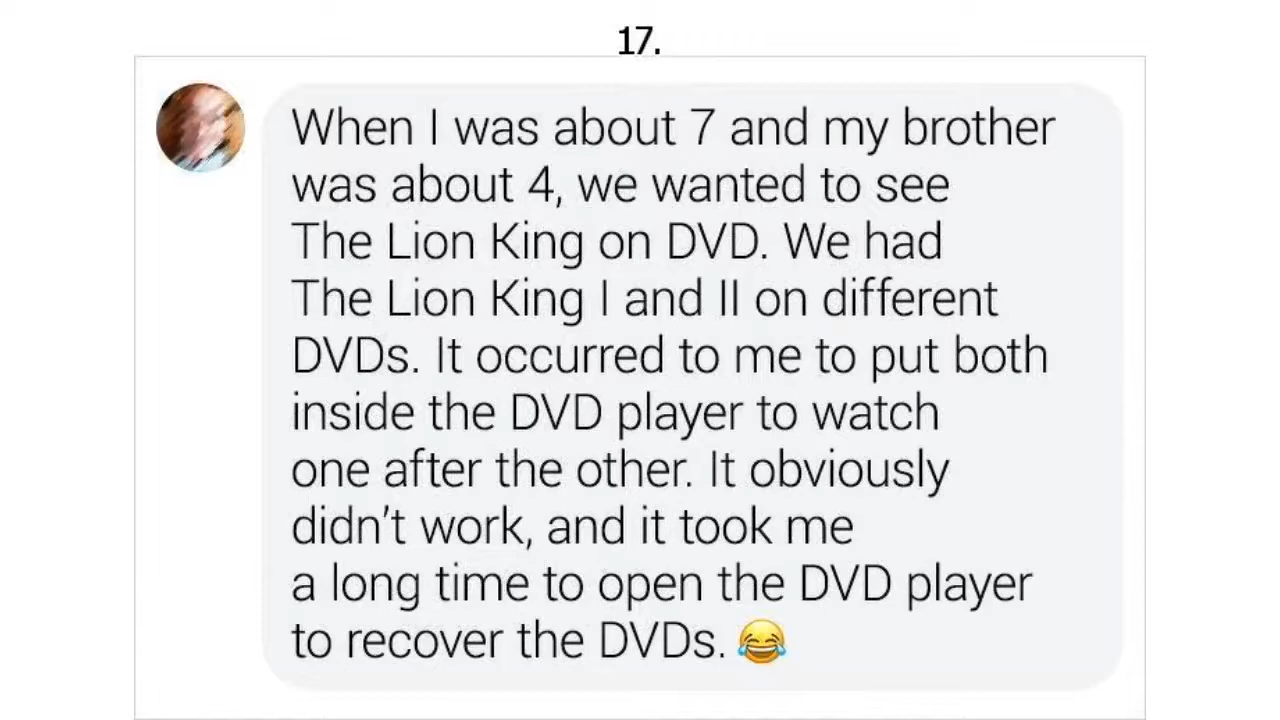 17.
When I was about 7 and my brother
was about 4, we wanted to see
The Lion King on DVD. We had
The Lion King I and II on different
DVDs. It occurred to me to put both
inside the DVD player to watch
one after the other. It obviously
didn’t work, and it took me
a long time to open the DVD player
to recover the DVDs. 😂